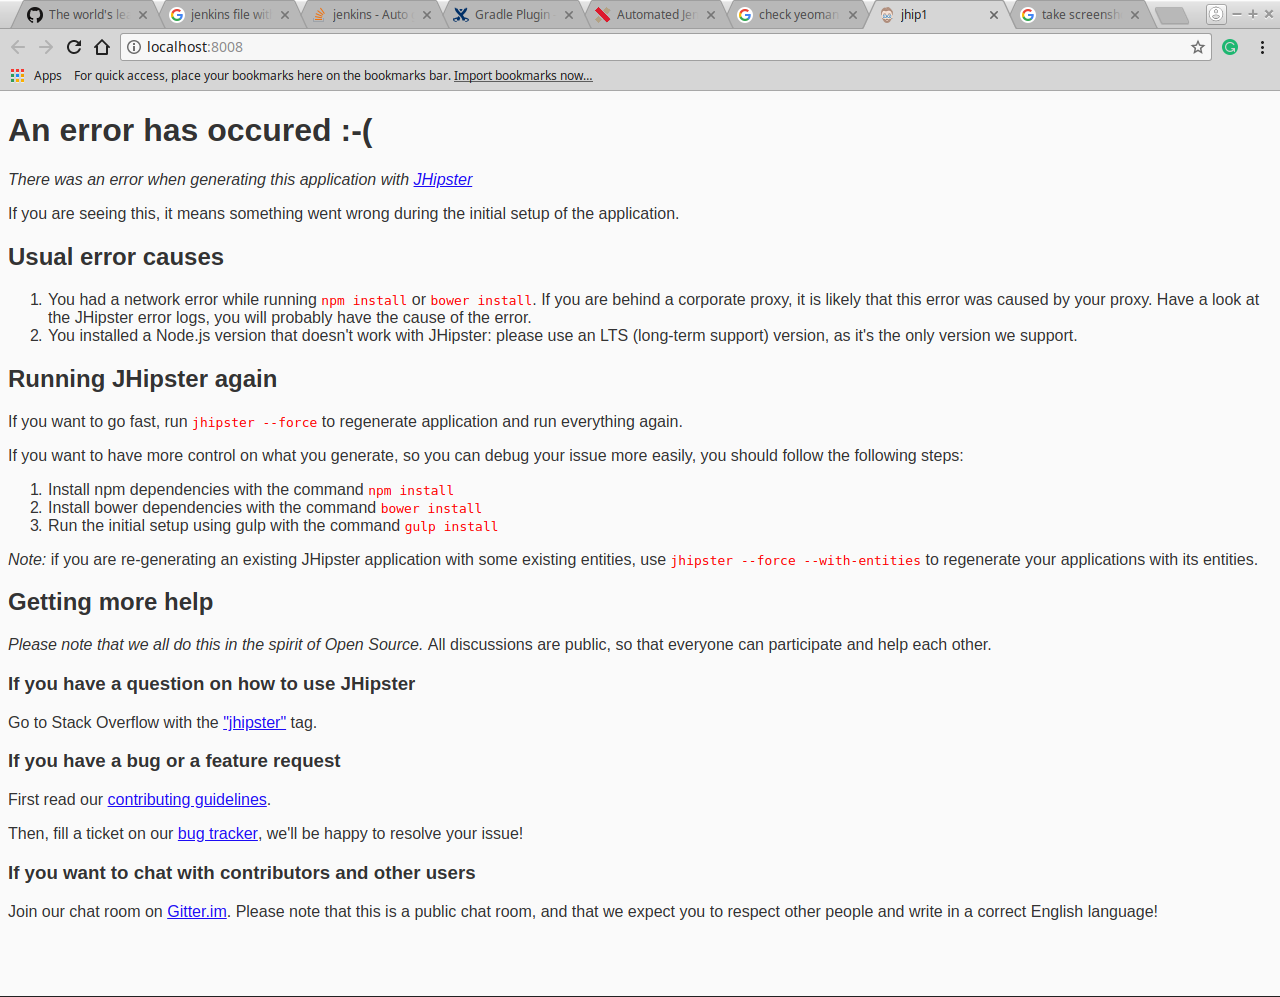 The world's le
jenkins file wit
jenkins - Auto
Gradle Plugin
Automated Jen
check yeoman
jhip1
take screensh
localhost:8008
Apps For quick access, place your bookmarks here on the bookmarks bar. Import bookmarks now...
An error has occured :-(
There was an error when generating this application with JHipster
If you are seeing this, it means something went wrong during the initial setup of the application.
Usual error causes
1. You had a network error while running npm install or bower install. If you are behind a corporate proxy, it is likely that this error was caused by your proxy. Have a look at
the JHipster error logs, you will probably have the cause of the error.
2. You installed a Node.js version that doesn't work with JHipster: please use an LTS (long-term support) version, as it's the only version we support.
Running JHipster again
If you want to go fast, run jhipster --force to regenerate application and run everything again.
If you want to have more control on what you generate, so you can debug your issue more easily, you should follow the following steps:
1. Install npm dependencies with the command npm install
2. Install bower dependencies with the command bower install
3. Run the initial setup using gulp with the command gulp install
Note: if you are re-generating an existing JHipster application with some existing entities, use jhipster --force --with-entities to regenerate your applications with its entities.
Getting more help
Please note that we all do this in the spirit of Open Source. All discussions are public, so that everyone can participate and help each other.
If you have a question on how to use JHipster
Go to Stack Overflow with the "jhipster" tag.
If you have a bug or a feature request
First read our contributing guidelines.
Then, fill a ticket on our bug tracker, we'll be happy to resolve your issue!
If you want to chat with contributors and other users
Join our chat room on Gitter.im. Please note that this is a public chat room, and that we expect you to respect other people and write in a correct English language!